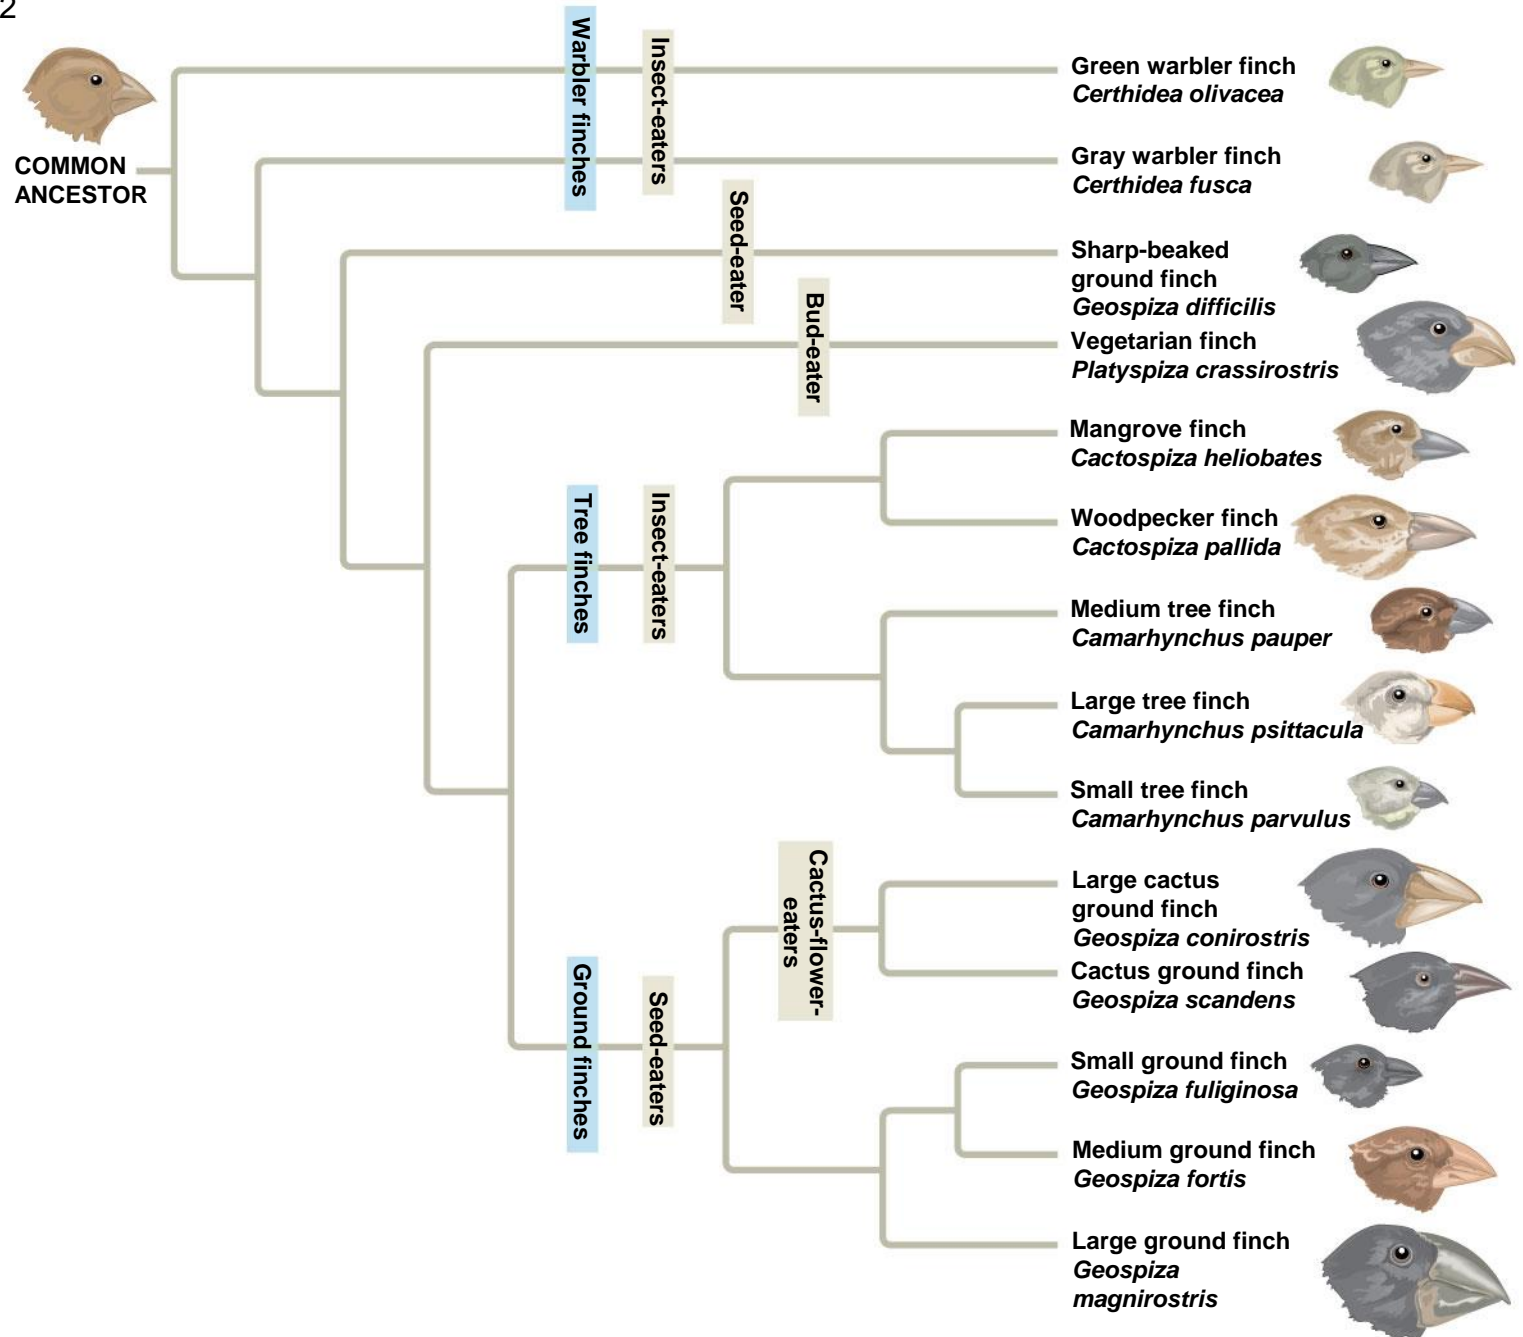 2
COMMON
ANCESTOR
Warbler finches
Insect-eaters
Green warbler finch
Certhidea olivacea
Gray warbler finch
Certhidea fusca
Seed-eater
Sharp-beaked
ground finch
Geospiza difficilis
Bud-eater
Vegetarian finch
Platyspiza crassirostris
Tree finches
Insect-eaters
Mangrove finch
Cactospiza heliobates
Woodpecker finch
Cactospiza pallida
Medium tree finch
Camarhynchus pauper
Large tree finch
Camarhynchus psittacula
Small tree finch
Camarhynchus parvulus
Ground finches
Seed-eaters
Cactus-flower-
eaters
Large cactus
ground finch
Geospiza conirostris
Cactus ground finch
Geospiza scandens
Small ground finch
Geospiza fuliginosa
Medium ground finch
Geospiza fortis
Large ground finch
Geospiza
magnirostris